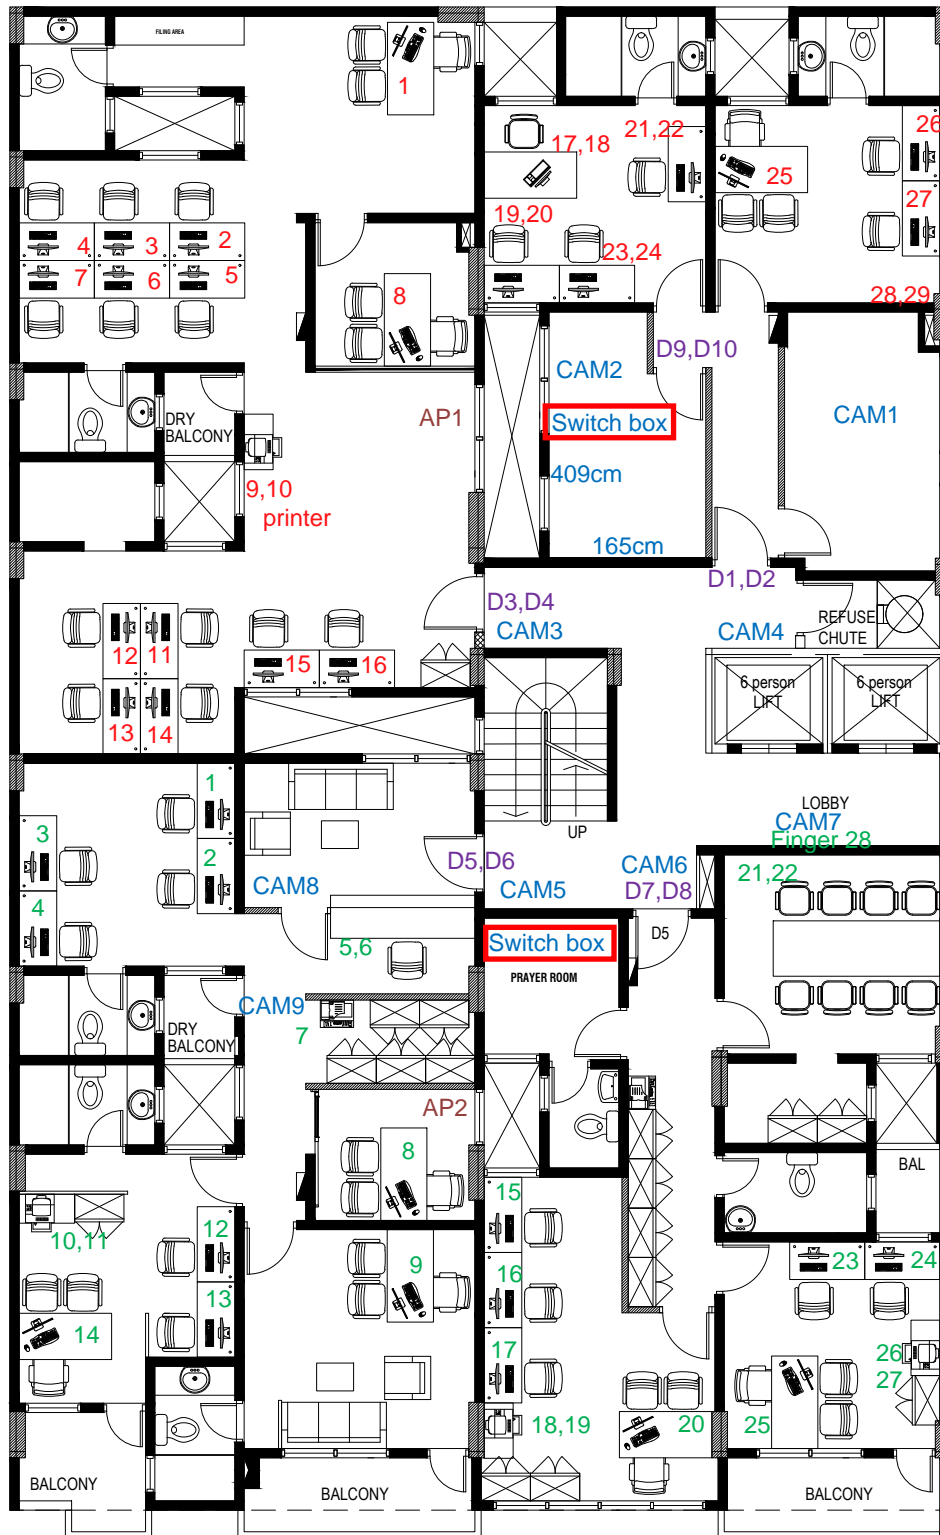 FILING AREA
1
17,18
21,22
26
25
27
19,20
4
3
2
7
6
5
23,24
8
28,29
D9,D10
CAM2
AP1
Switch box
CAM1
DRY
BALCONY
409cm
9,10
printer
165cm
D1,D2
D3,D4
CAM3
CAM4
REFUSE
CHUTE
12
11
15
16
6 person
LIFT
6 person
LIFT
13
14
LOBBY
CAM7
UP
Finger 28
1
3
2
D5,D6
CAM6
21,22
CAM8
CAM5
D7,D8
4
5,6
Switch box
D5
PRAYER ROOM
CAM9
7
DRY
BALCONY
AP2
8
BAL
15
10,11
12
16
9
23
24
13
14
17
26
27
18,19
20
25
BALCONY
BALCONY
BALCONY